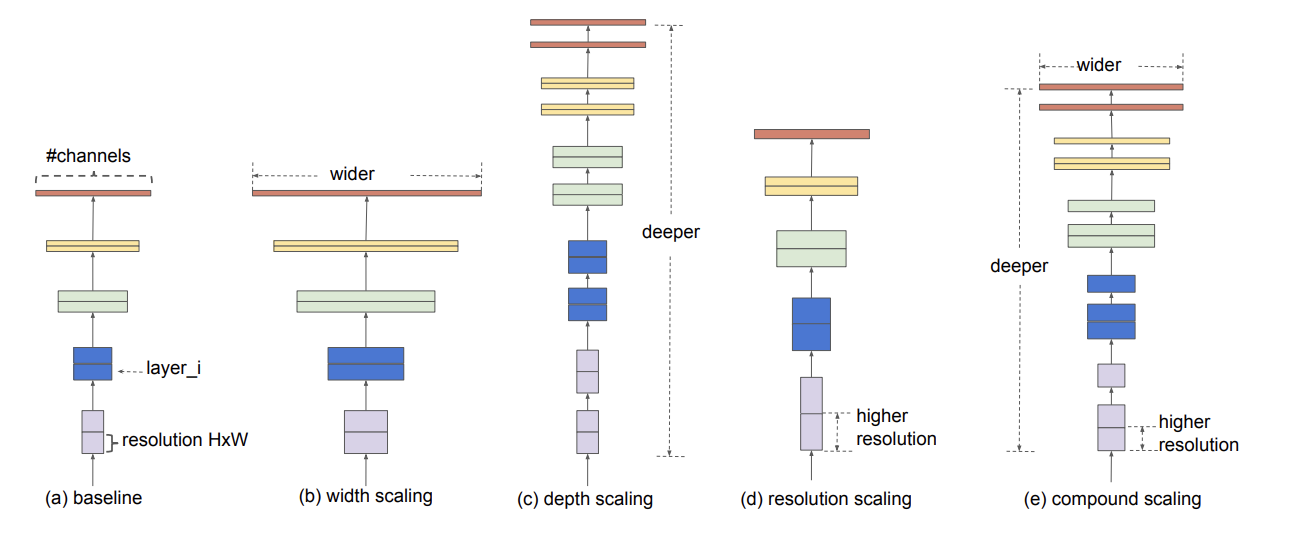 #channels
layer_i
resolution HxW
(a) baseline
wider
(b) width scaling
deeper
(c) depth scaling
higher
resolution
(d) resolution scaling
wider
deeper
higher
resolution
(e) compound scaling